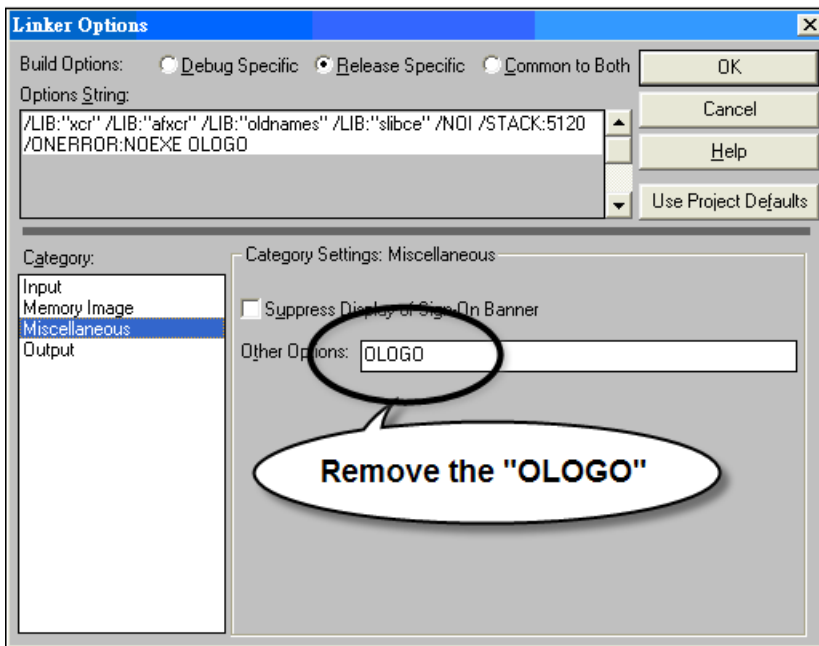 Linker Options
Build Options: Debug Specific Release Specific Common to Both
OK
Options String:
/LIB:"xcr" /LIB:"afxcr" /LIB:"oldnames" /LIB:"slibce" /NOI /STACK:5120
/ONERROR:NOEXE OLOGO
Cancel
Help
Use Project Defaults
Category:
Input
Memory Image
Miscellaneous
Output
Category Settings: Miscellaneous
Suppress Display of Sign-On Banner
Other Options: OLOGO
Remove the "OLOGO"